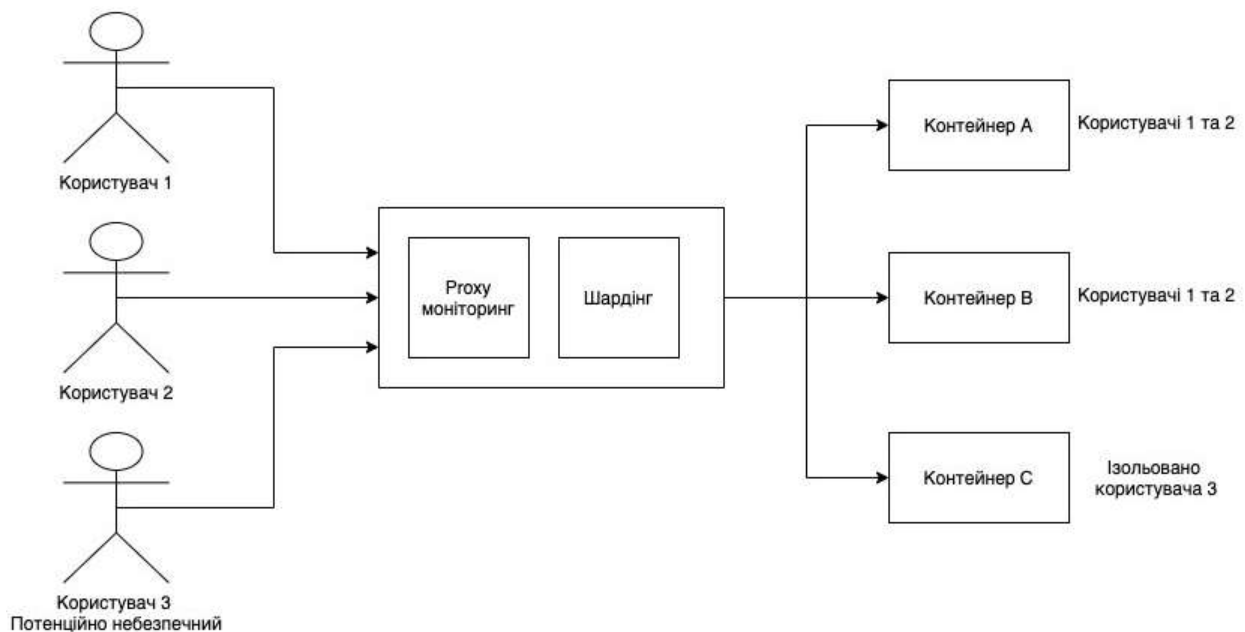 Користувач 1
Користувач 2
Користувач 3
Потенційно небезпечний
Proxy
моніторинг
Шардінг
Контейнер А
Користувачі 1 та 2
Контейнер В
Користувачі 1 та 2
Контейнер С
Ізольовано
користувача 3